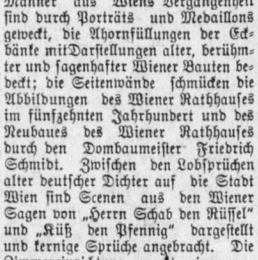 Männer aus Wiens Vergangenheit
sind durch Porträts und Medaillons
geweckt, die Ahornfüllungen der Eck-
bänke mit Darstellungen alter, berühm-
ter und sagenhafter Wiener Bauten be-
deckt; die Seitenwände schmücken die
Abbildungen des Wiener Rathhauses
im fünfzehnten Jahrhundert und des
Neubaues des Wiener Rathhauses
durch den Dombaumeister Friedrich
Schmidt. Zwischen den Lobsprüchen
alter deutscher Dichter auf die Stadt
Wien sind Scenen aus den Wiener
Sagen von „Herrn Schab den Rüssel“
und „Küß den Pfennig“ dargestellt
und kernige Sprüche angebracht. Die